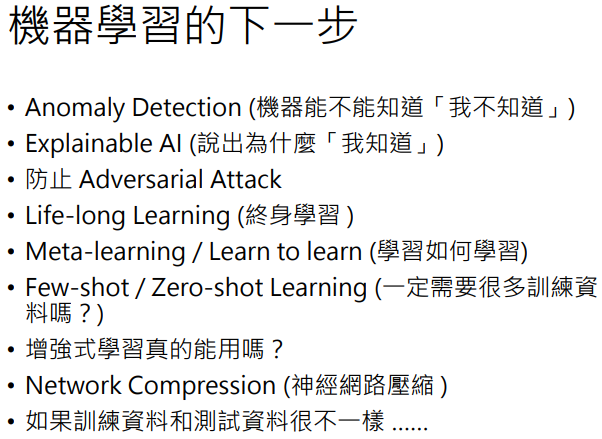 機器學習的下一步
• Anomaly Detection (機器能不能知道「我不知道」)
• Explainable AI (說出為什麼「我知道」)
• 防止 Adversarial Attack
• Life-long Learning (終身學習 )
• Meta-learning / Learn to learn (學習如何學習)
• Few-shot / Zero-shot Learning (一定需要很多訓練資
料嗎？)
• 增強式學習真的能用嗎？
• Network Compression (神經網路壓縮 )
• 如果訓練資料和測試資料很不一樣 ......